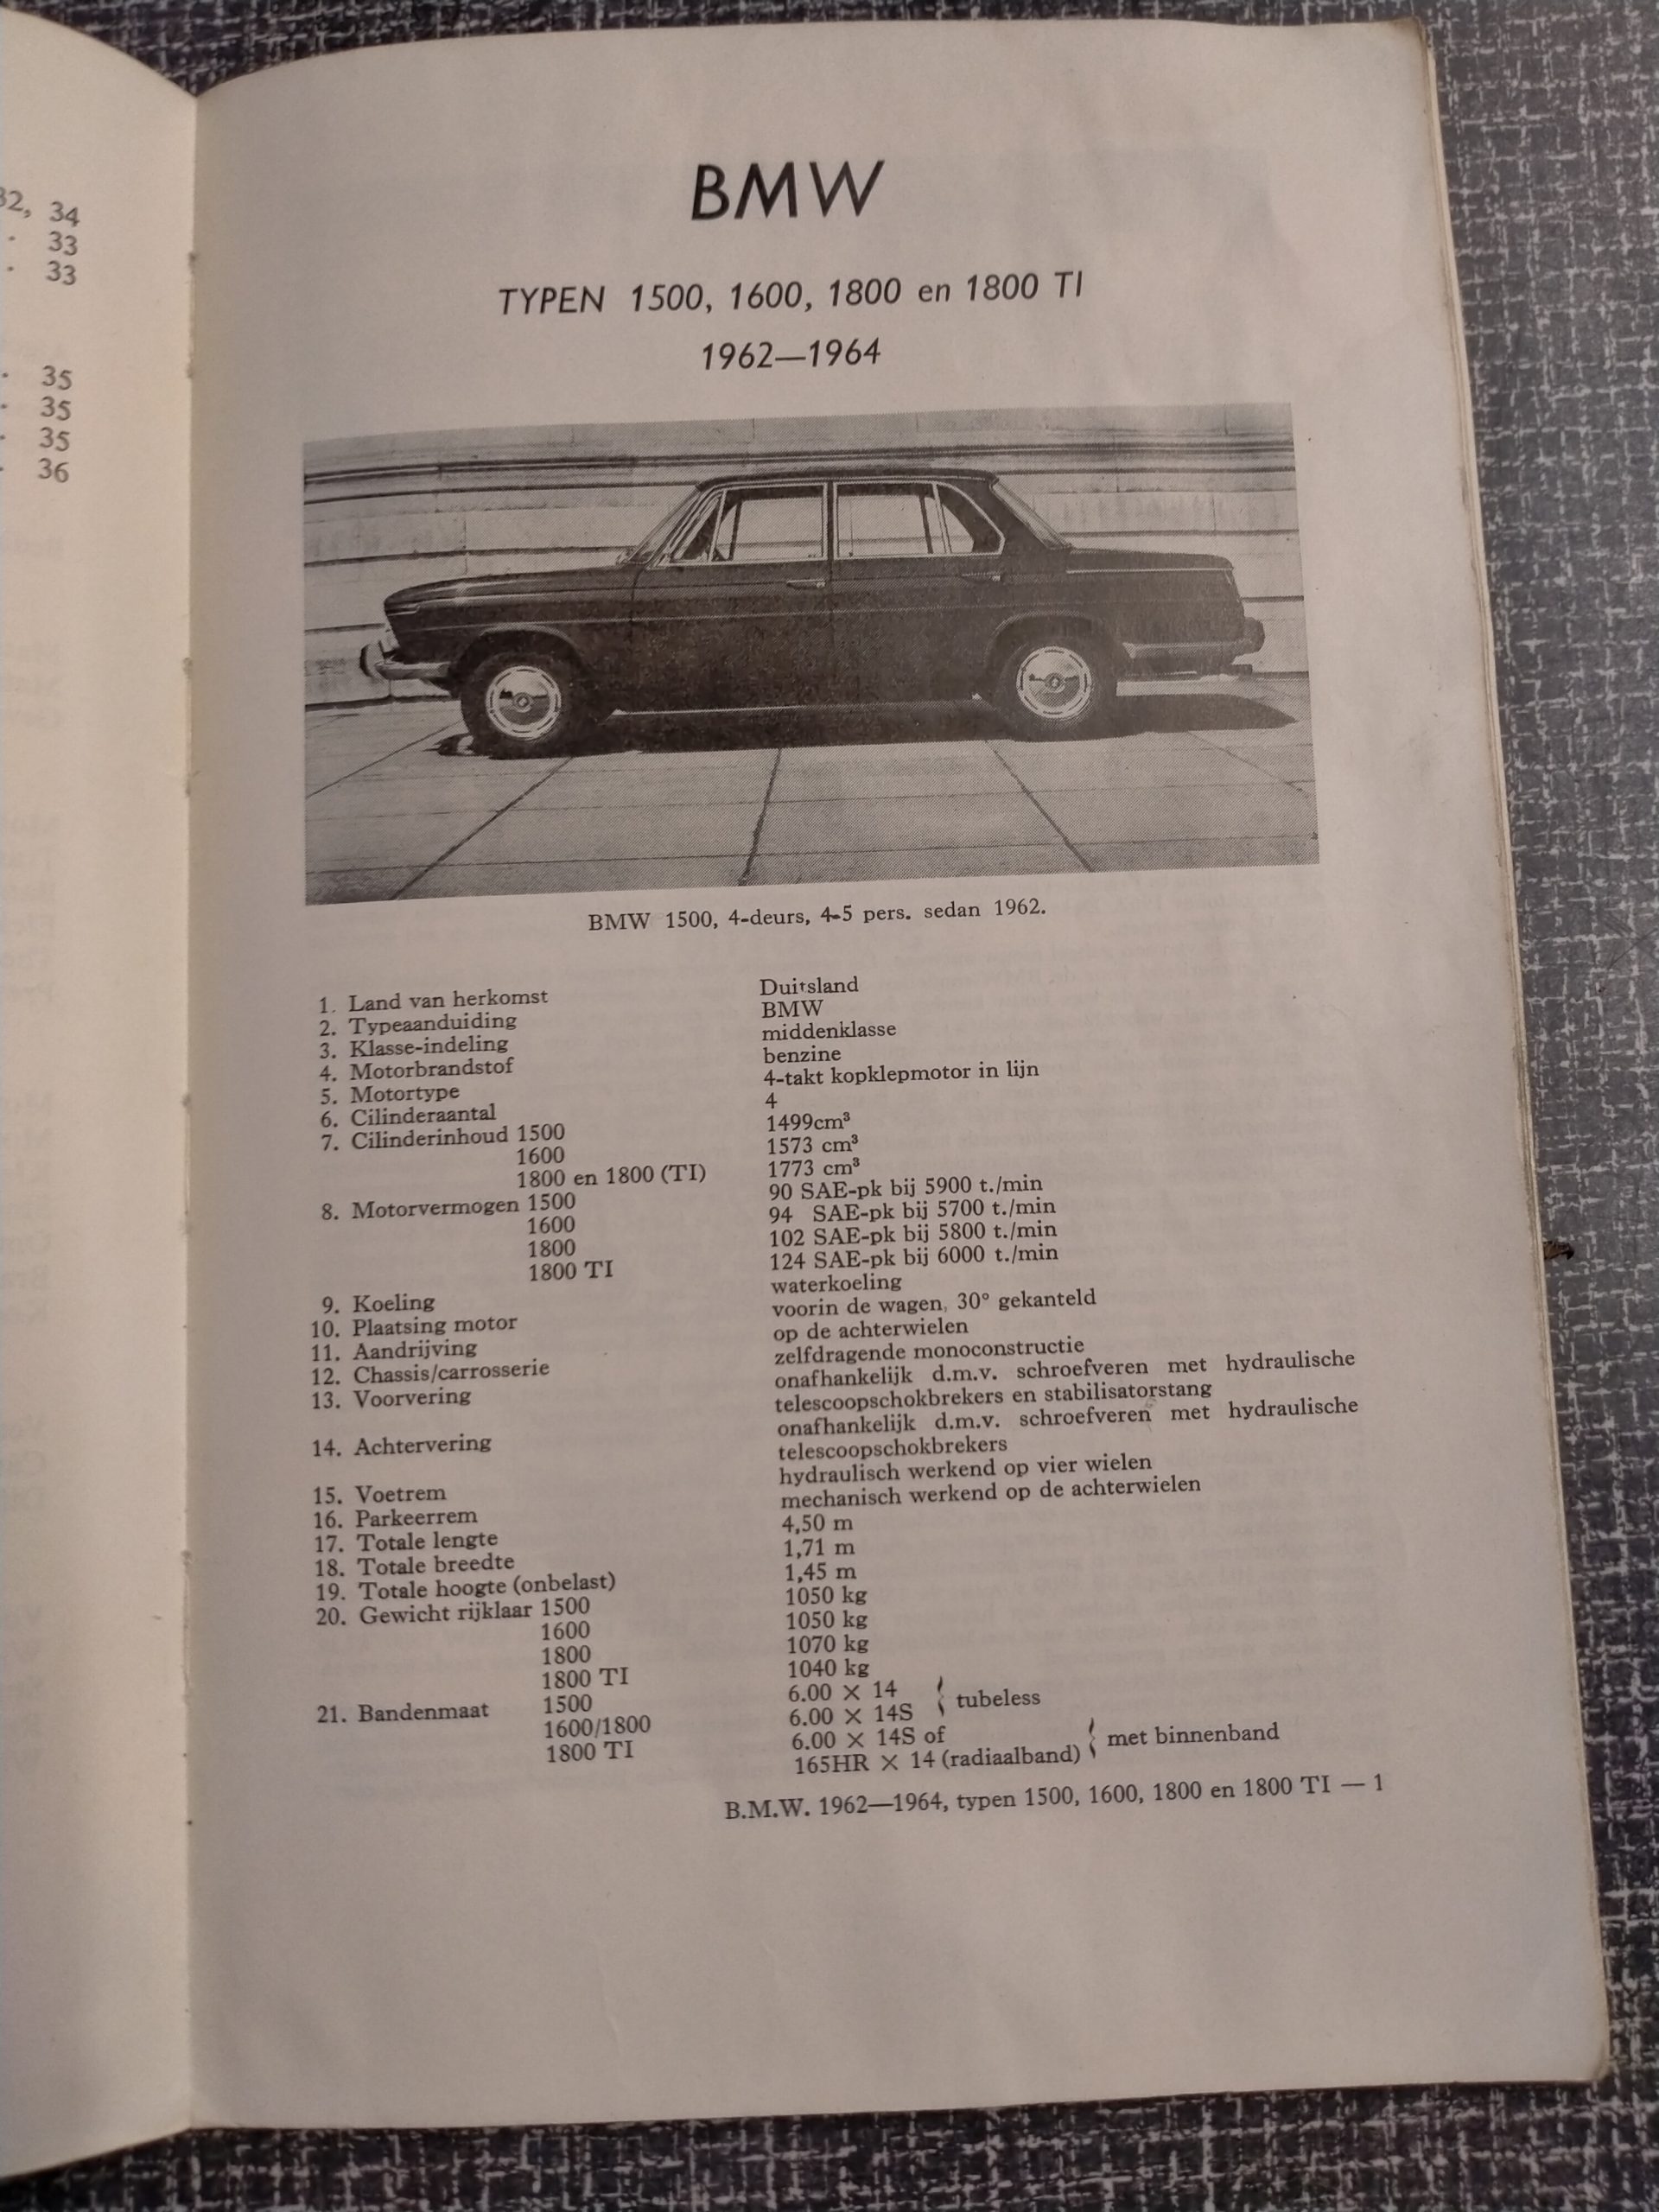 32, 34
33
33
35
35
35
36
BMW
TYPEN 1500, 1600, 1800 en 1800 TI
1962—1964
BMW 1500, 4-deurs, 4-5 pers. sedan 1962.
1. Land van herkomst Duitsland
2. Typeaanduiding BMW
3. Klasse-indeling middenklasse
4. Motorbrandstof benzine
5. Motortype 4-takt kopklepmotor in lijn
6. Cilinderaantal 4
7. Cilinderinhoud 1500 1499cm³
1600 1573 cm³
1800 en 1800 (TI) 1773 cm³
8. Motorvermogen 1500 90 SAE-pk bij 5900 t./min
1600 94 SAE-pk bij 5700 t./min
1800 102 SAE-pk bij 5800 t./min
1800 TI 124 SAE-pk bij 6000 t./min
9. Koeling waterkoeling
10. Plaatsing motor voorin de wagen, 30° gekanteld
11. Aandrijving op de achterwielen
12. Chassis/carrosserie zelfdragende monoconstructie
13. Voorvering onafhankelijk d.m.v. schroefveren met hydraulische
telescoopschokbrekers en stabilisatorstang
14. Achtervering onafhankelijk d.m.v. schroefveren met hydraulische
telescoopschokbrekers
15. Voetrem hydraulisch werkend op vier wielen
16. Parkeerrem mechanisch werkend op de achterwielen
17. Totale lengte 4,50 m
18. Totale breedte 1,71 m
19. Totale hoogte (onbelast) 1,45 m
20. Gewicht rijklaar 1500 1050 kg
1600 1050 kg
1800 1070 kg
1800 TI 1040 kg
21. Bandenmaat 1500 6.00 × 14 } tubeless
1600/1800 6.00 × 14S
1800 TI 6.00 × 14S of } met binnenband
165HR × 14 (radiaalband)
B.M.W. 1962—1964, typen 1500, 1600, 1800 en 1800 TI — 1